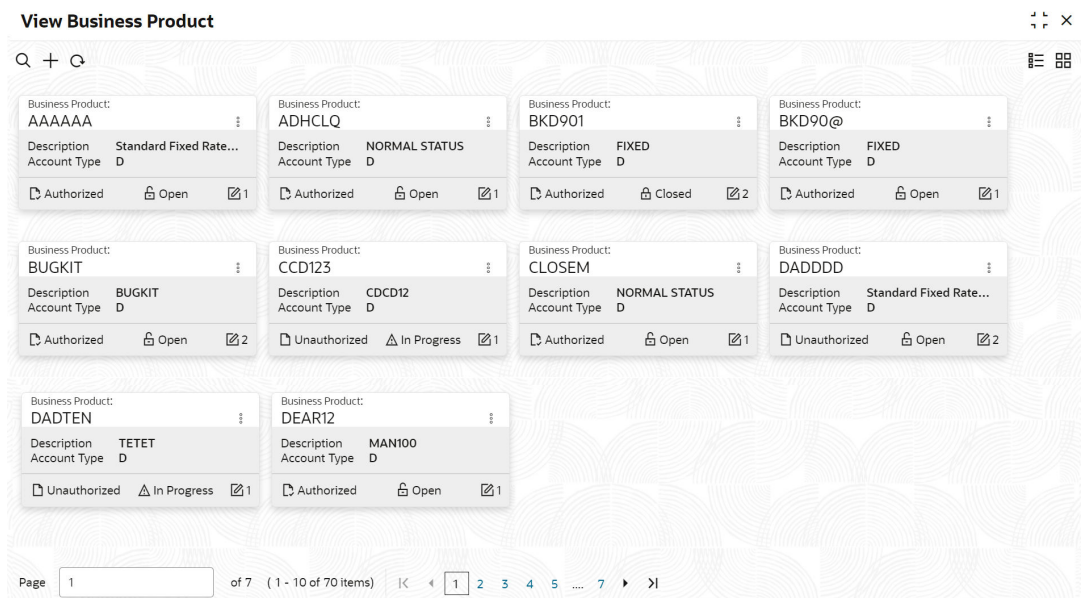 View Business Product
Business Product:
AAAAAA
Description Standard Fixed Rate...
Account Type D
Authorized Open 1
Business Product:
ADHCLQ
Description NORMAL STATUS
Account Type D
Authorized Open 1
Business Product:
BKD901
Description FIXED
Account Type D
Authorized Closed 2
Business Product:
BKD90@
Description FIXED
Account Type D
Authorized Open 1
Business Product:
BUGKIT
Description BUGKIT
Account Type D
Authorized Open 2
Business Product:
CCD123
Description CDCD12
Account Type D
Unauthorized In Progress 1
Business Product:
CLOSEM
Description NORMAL STATUS
Account Type D
Authorized Open 1
Business Product:
DADDDD
Description Standard Fixed Rate...
Account Type D
Unauthorized Open 2
Business Product:
DADTEN
Description TETET
Account Type D
Unauthorized In Progress 1
Business Product:
DEAR12
Description MAN100
Account Type D
Authorized Open 1
Page 1 of 7 (1 - 10 of 70 items) 1 2 3 4 5 .... 7